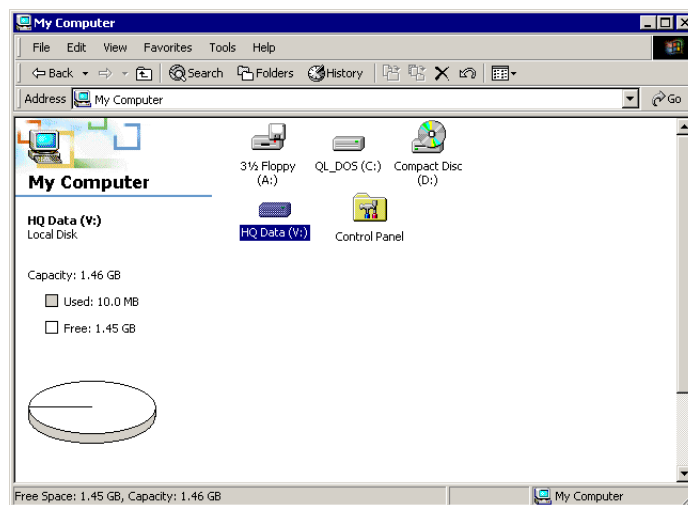 My Computer
File Edit View Favorites Tools Help
Back Search Folders History
Address My Computer Go
My Computer
HQ Data (V:)
Local Disk
Capacity: 1.46 GB
Used: 10.0 MB
Free: 1.45 GB
3½ Floppy
(A:)
QL_DOS (C:)
Compact Disc
(D:)
HQ Data (V:)
Control Panel
Free Space: 1.45 GB, Capacity: 1.46 GB
My Computer